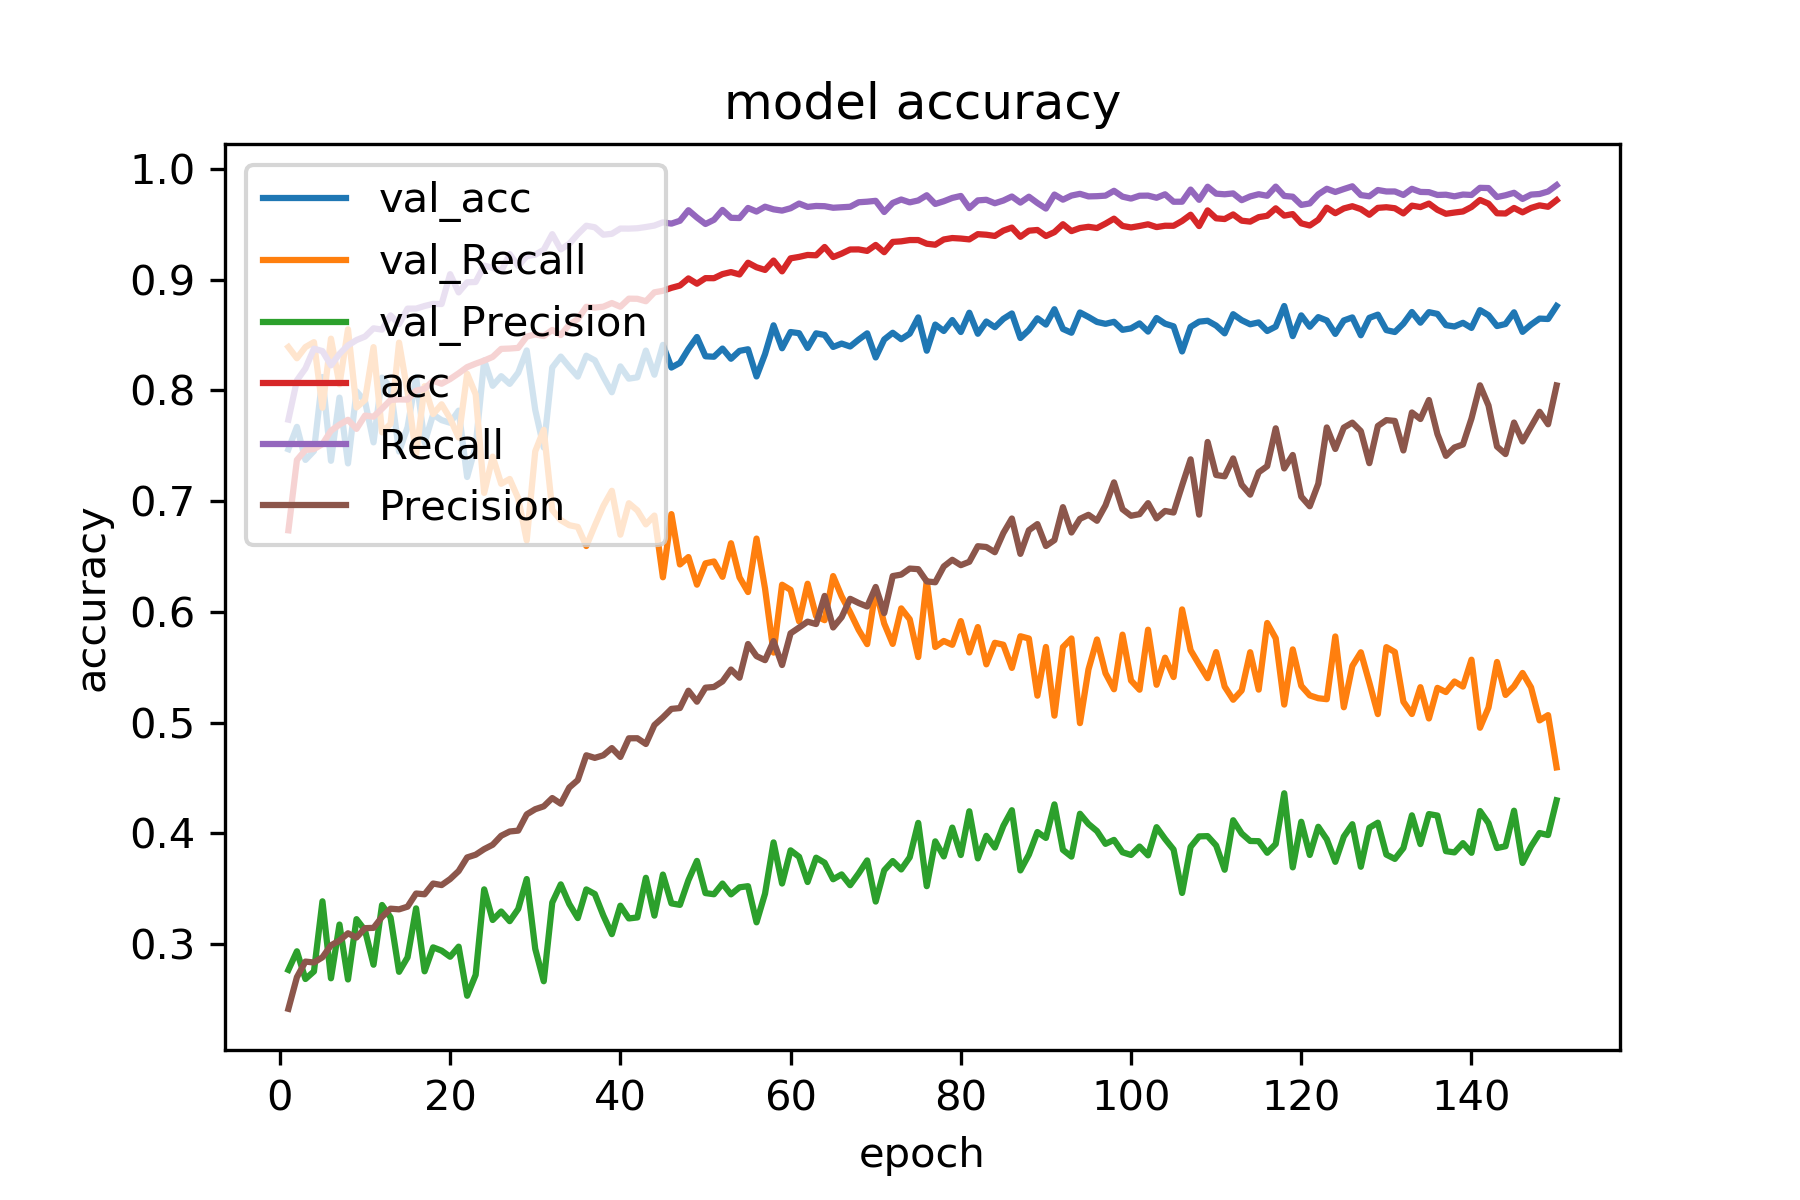 model accuracy
1.0
0.9
0.8
0.7
0.6
0.5
0.4
0.3
accuracy
val_acc
val_Recall
val_Precision
acc
Recall
Precision
0 20 40 60 80 100 120 140
epoch